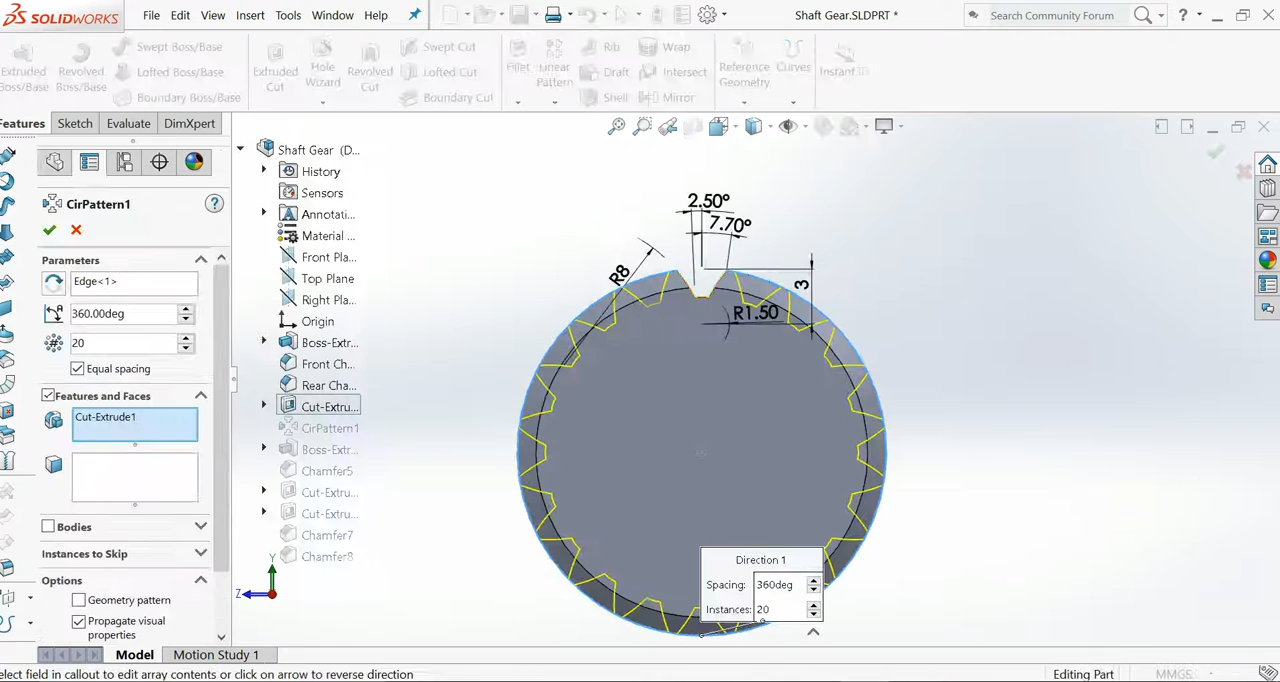 SOLIDWORKS
File Edit View Insert Tools Window Help
Shaft Gear.SLDPRT *
Search Community Forum
?
Extruded Boss/Base
Revolved Boss/Base
Swept Boss/Base
Lofted Boss/Base
Boundary Boss/Base
Extruded Cut
Hole Wizard
Revolved Cut
Swept Cut
Lofted Cut
Boundary Cut
Fillet
Linear Pattern
Rib
Draft
Shell
Wrap
Intersect
Mirror
Reference Geometry
Curves
Instant3D
Features Sketch Evaluate DimXpert
CirPattern1
?
Parameters
Edge<1>
360.00deg
20
Equal spacing
Features and Faces
Cut-Extrude1
Bodies
Instances to Skip
Options
Geometry pattern
Propagate visual
properties
Shaft Gear (D...
History
Sensors
Annotati...
Material ...
Front Pla...
Top Plane
Right Pla...
Origin
Boss-Extr...
Front Ch...
Rear Cha...
Cut-Extru...
CirPattern1
Boss-Extr...
Chamfer5
Cut-Extru...
Cut-Extru...
Chamfer7
Chamfer8
Y
Z
2.50°
7.70°
R8
3
R1.50
Direction 1
Spacing: 360deg
Instances: 20
Model Motion Study 1
elect field in callout to edit array contents or click on arrow to reverse direction
Editing Part
MMGS